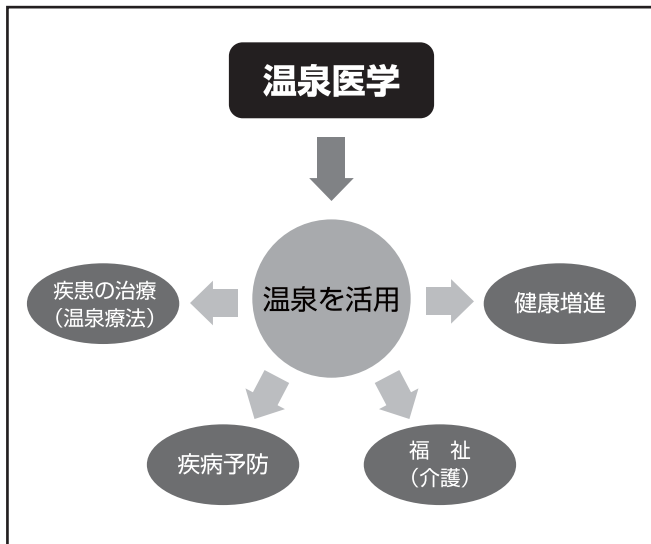 温泉医学
温泉を活用
疾患の治療
（温泉療法）
健康増進
疾病予防
福　祉
（介護）